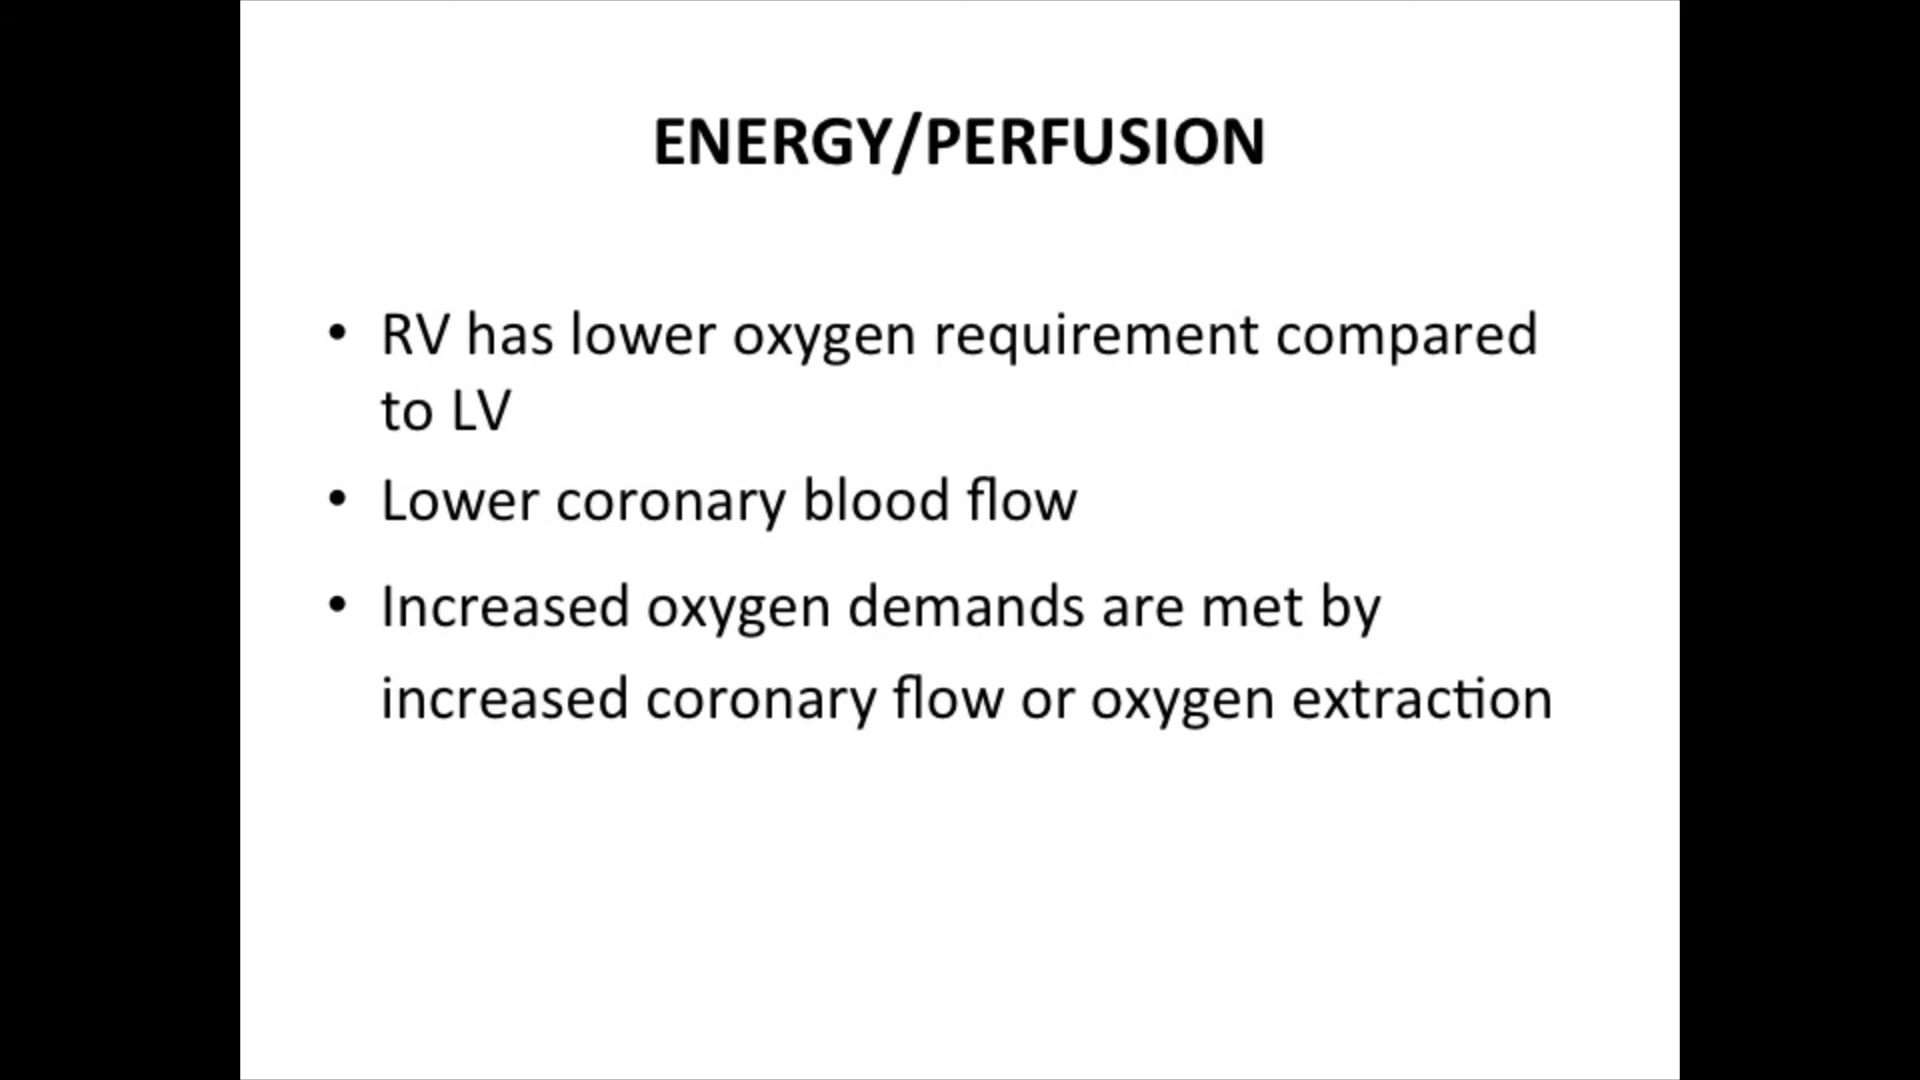 ENERGY/PERFUSION
• RV has lower oxygen requirement compared
to LV
• Lower coronary blood flow
• Increased oxygen demands are met by
increased coronary flow or oxygen extraction